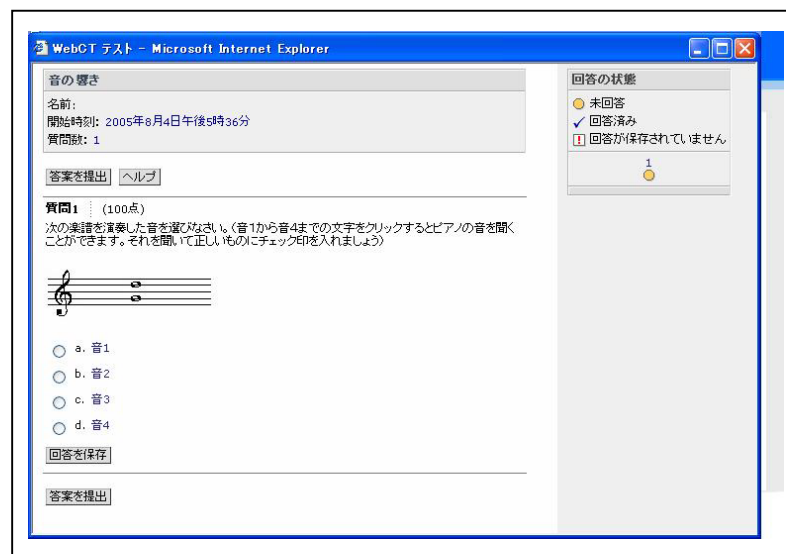 WebCT テスト - Microsoft Internet Explorer
音の響き
名前:
開始時刻: 2005年8月4日午後5時36分
質問数: 1
答案を提出 ヘルプ
質問1 (100点)
次の楽譜を演奏した音を選びなさい。(音1から音4までの文字をクリックするとピアノの音を聞く
ことができます。それを聞いて正しいものにチェック印を入れましょう)
a. 音1
b. 音2
c. 音3
d. 音4
回答を保存
答案を提出
回答の状態
未回答
回答済み
回答が保存されていません
1